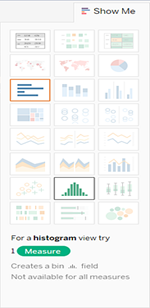 Show Me
For a histogram view try
1 Measure
Creates a bin field
Not available for all measures